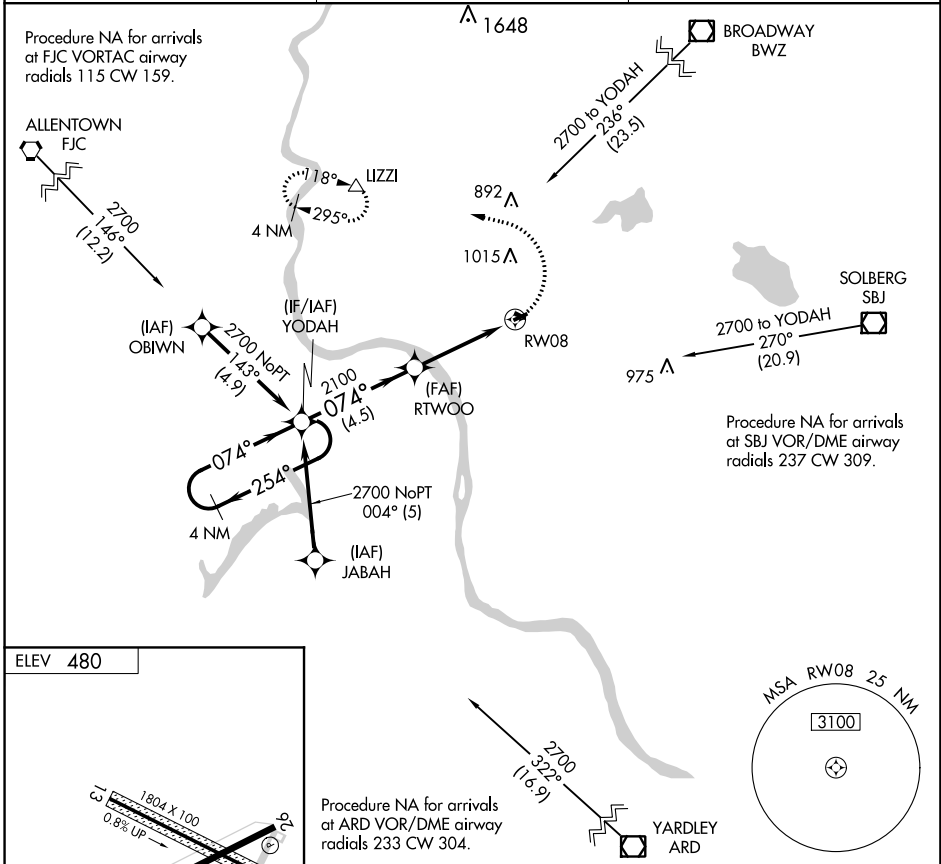 1648
BROADWAY
BWZ
Procedure NA for arrivals
at FJC VORTAC airway
radials 115 CW 159.
2700 to YODAH
236°
(23.5)
ALLENTOWN
FJC
118°
LIZZI
295°
4 NM
892
1015
2700
146°
(12.2)
SOLBERG
SBJ
(IF/IAF)
YODAH
2700 to YODAH
270°
(20.9)
RW08
975
(IAF)
OBIWN
2700 NoPT
143°
(4.9)
2100
074°
(4.5)
(FAF)
RTWOO
Procedure NA for arrivals
at SBJ VOR/DME airway
radials 237 CW 309.
074°
254°
4 NM
2700 NoPT
004° (5)
(IAF)
JABAH
ELEV 480
MSA RW08 25 NM
3100
2700
322°
(16.9)
13
1804 X 100
0.8% UP
26
P
Procedure NA for arrivals
at ARD VOR/DME airway
radials 233 CW 304.
YARDLEY
ARD